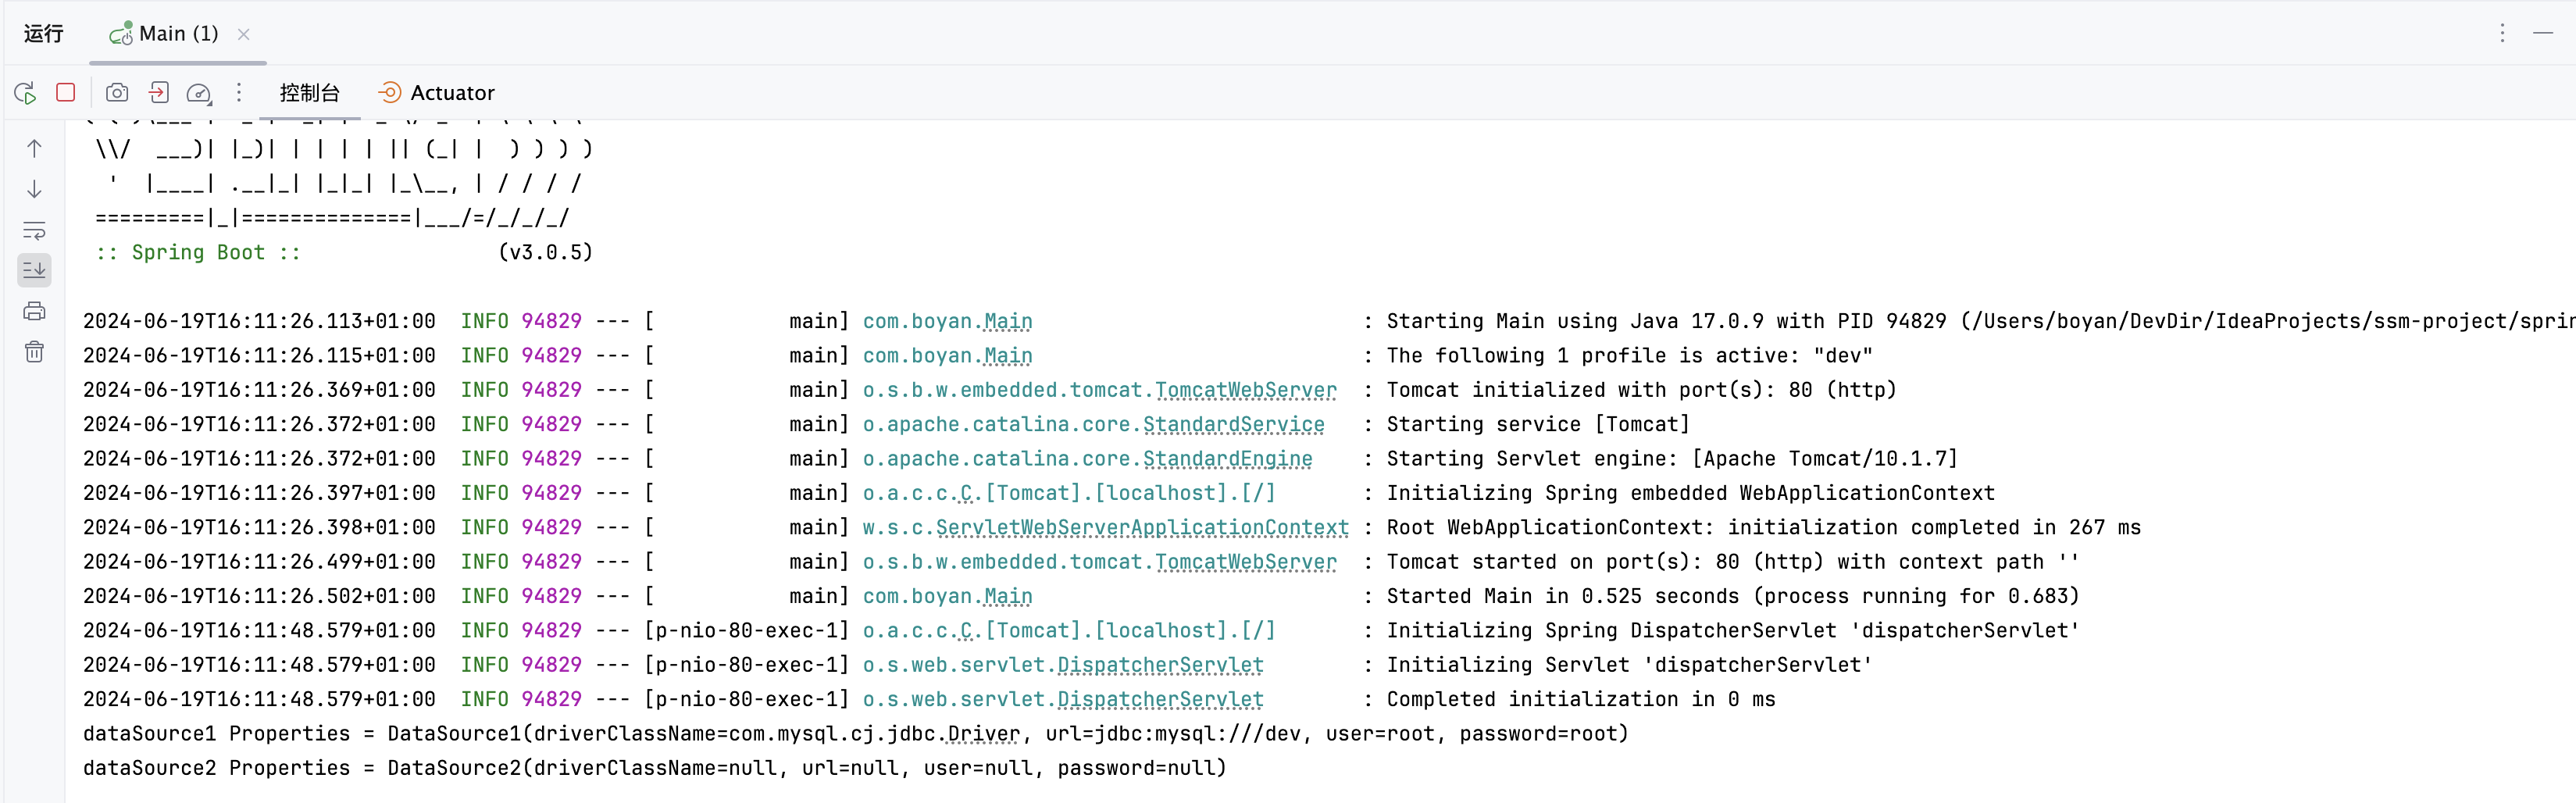 运行 Main (1)
控制台 Actuator
\\/  ___)| |_)| | | | | || (_| |  ) ) ) )
'  |____| .__|_| |_|_| |_\__, | / / / /
=========|_|==============|___/=/_/_/_/
:: Spring Boot ::                (v3.0.5)
2024-06-19T16:11:26.113+01:00  INFO 94829 --- [           main] com.boyan.Main                           : Starting Main using Java 17.0.9 with PID 94829 (/Users/boyan/DevDir/IdeaProjects/ssm-project/sprin
2024-06-19T16:11:26.115+01:00  INFO 94829 --- [           main] com.boyan.Main                           : The following 1 profile is active: "dev"
2024-06-19T16:11:26.369+01:00  INFO 94829 --- [           main] o.s.b.w.embedded.tomcat.TomcatWebServer  : Tomcat initialized with port(s): 80 (http)
2024-06-19T16:11:26.372+01:00  INFO 94829 --- [           main] o.apache.catalina.core.StandardService   : Starting service [Tomcat]
2024-06-19T16:11:26.372+01:00  INFO 94829 --- [           main] o.apache.catalina.core.StandardEngine    : Starting Servlet engine: [Apache Tomcat/10.1.7]
2024-06-19T16:11:26.397+01:00  INFO 94829 --- [           main] o.a.c.c.C.[Tomcat].[localhost].[/]       : Initializing Spring embedded WebApplicationContext
2024-06-19T16:11:26.398+01:00  INFO 94829 --- [           main] w.s.c.ServletWebServerApplicationContext : Root WebApplicationContext: initialization completed in 267 ms
2024-06-19T16:11:26.499+01:00  INFO 94829 --- [           main] o.s.b.w.embedded.tomcat.TomcatWebServer  : Tomcat started on port(s): 80 (http) with context path ''
2024-06-19T16:11:26.502+01:00  INFO 94829 --- [           main] com.boyan.Main                           : Started Main in 0.525 seconds (process running for 0.683)
2024-06-19T16:11:48.579+01:00  INFO 94829 --- [p-nio-80-exec-1] o.a.c.c.C.[Tomcat].[localhost].[/]       : Initializing Spring DispatcherServlet 'dispatcherServlet'
2024-06-19T16:11:48.579+01:00  INFO 94829 --- [p-nio-80-exec-1] o.s.web.servlet.DispatcherServlet        : Initializing Servlet 'dispatcherServlet'
2024-06-19T16:11:48.579+01:00  INFO 94829 --- [p-nio-80-exec-1] o.s.web.servlet.DispatcherServlet        : Completed initialization in 0 ms
dataSource1 Properties = DataSource1(driverClassName=com.mysql.cj.jdbc.Driver, url=jdbc:mysql:///dev, user=root, password=root)
dataSource2 Properties = DataSource2(driverClassName=null, url=null, user=null, password=null)